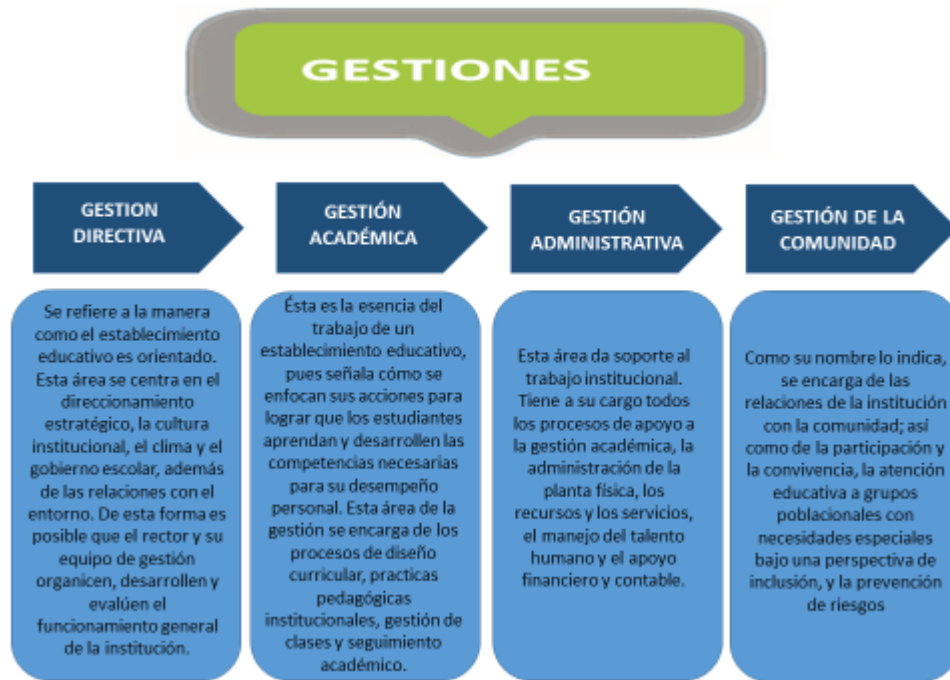 GESTIONES
GESTION
DIRECTIVA
Se refiere a la manera
como el establecimiento
educativo es orientado.
Esta área se centra en el
direccionamiento
estratégico, la cultura
institucional, el clima y el
gobierno escolar, además
de las relaciones con el
entorno. De esta forma es
posible que el rector y su
equipo de gestión
organicen, desarrollen y
evalúen el
funcionamiento general
de la institución.
GESTIÓN
ACADÉMICA
Ésta es la esencia del
trabajo de un
establecimiento educativo,
pues señala cómo se
enfocan sus acciones para
lograr que los estudiantes
aprendan y desarrollen las
competencias necesarias
para su desempeño
personal. Esta área de la
gestión se encarga de los
procesos de diseño
curricular, practicas
pedagógicas
institucionales, gestión de
clases y seguimiento
académico.
GESTIÓN
ADMINISTRATIVA
Esta área da soporte al
trabajo institucional.
Tiene a su cargo todos
los procesos de apoyo a
la gestión académica, la
administración de la
planta física, los
recursos y los servicios,
el manejo del talento
humano y el apoyo
financiero y contable.
GESTIÓN DE LA
COMUNIDAD
Como su nombre lo indica,
se encarga de las
relaciones de la institución
con la comunidad; así
como de la participación y
la convivencia, la atención
educativa a grupos
poblacionales con
necesidades especiales
bajo una perspectiva de
inclusión, y la prevención
de riesgos